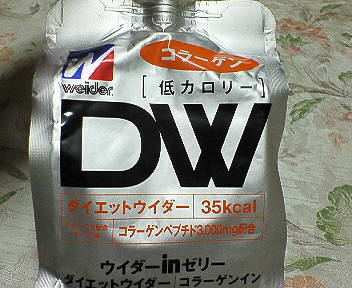 コラーゲン
weider
[低カロリー]
DW
ダイエットウイダー 35kcal
コラーゲンペプチド3,000mg配合
ウイダーinゼリー
ダイエットウイダー コラーゲンイン